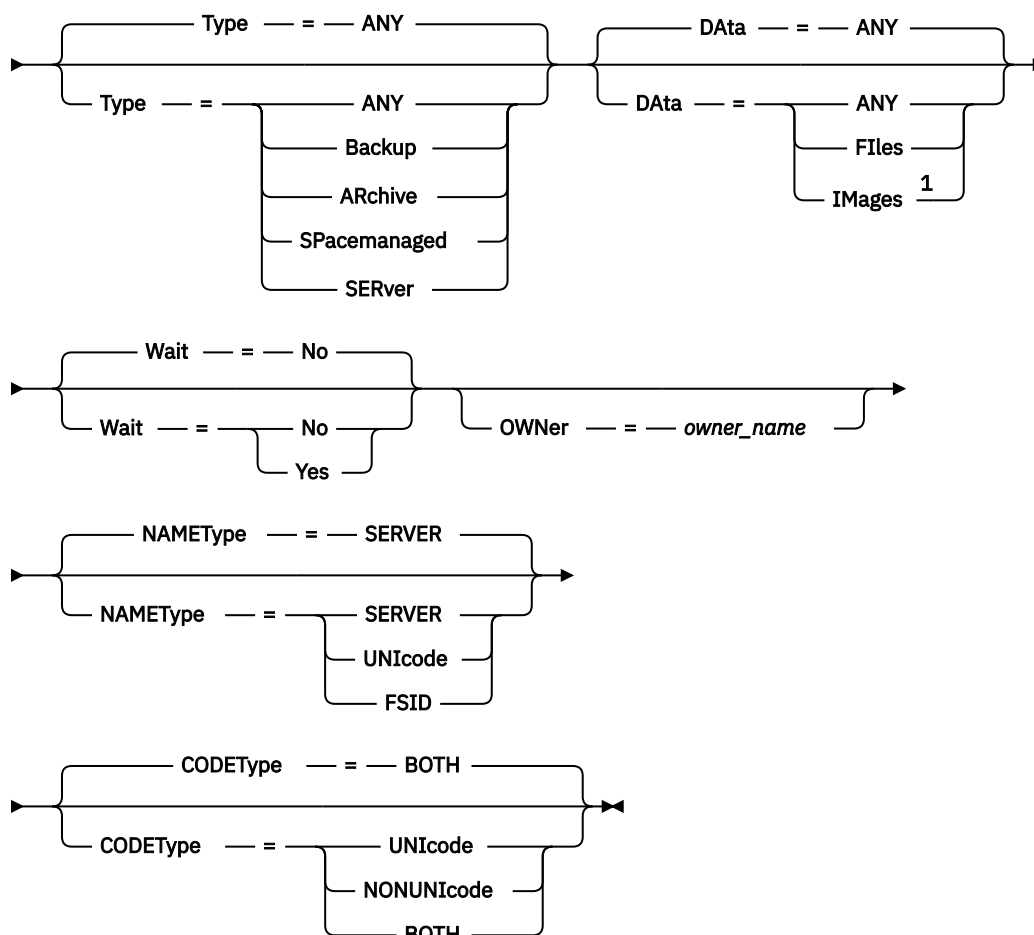 Type = ANY
DAta = ANY
Type = ANY
DAta = ANY
Backup
FIles
ARchive
IMages 1
SPacemanaged
SERver
Wait = No
OWNer = owner_name
Wait = No
Yes
NAMEType = SERVER
NAMEType = SERVER
UNIcode
FSID
CODEType = BOTH
CODEType = UNIcode
NONUNIcode
BOTH